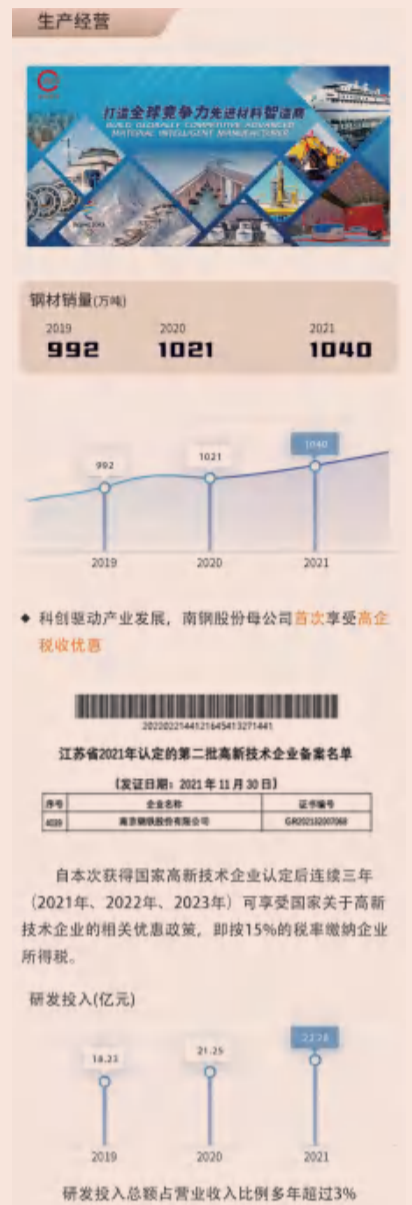 生产经营
打造全球竞争力先进材料智造商
BUILD GLOBALLY COMPETITIVE ADVANCED
MATERIAL INTELLIGENT MANUFACTURER
钢材销量(万吨)
2019 2020 2021
992 1021 1040
992 1021 1040
2019 2020 2021
◆ 科创驱动产业发展，南钢股份母公司首次享受高企
税收优惠
江苏省2021年认定的第二批高新技术企业备案名单
(发证日期：2021年11月30日)
序号 企业名称 证书编号
南京钢铁股份有限公司
自本次获得国家高新技术企业认定后连续三年
（2021年、2022年、2023年）可享受国家关于高新
技术企业的相关优惠政策，即按15%的税率缴纳企业
所得税。
研发投入(亿元)
18.23 21.25
2019 2020 2021
研发投入总额占营业收入比例多年超过3%